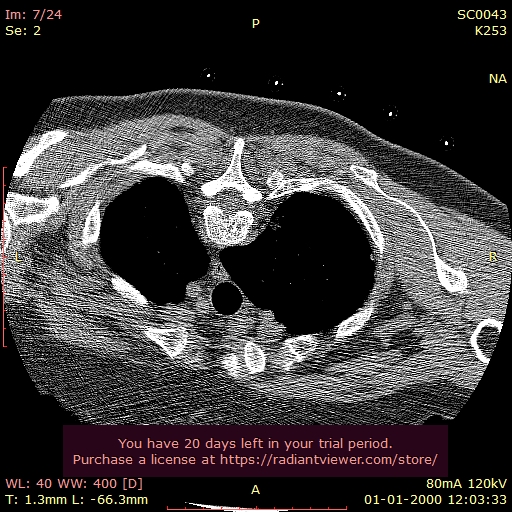 Im: 7/24
Se: 2
P
SC0043
K253
NA
L
R
You have 20 days left in your trial period.
Purchase a license at https://radiantviewer.com/store/
WL: 40 WW: 400 [D]
T: 1.3mm L: -66.3mm
A
80mA 120kV
01-01-2000 12:03:33